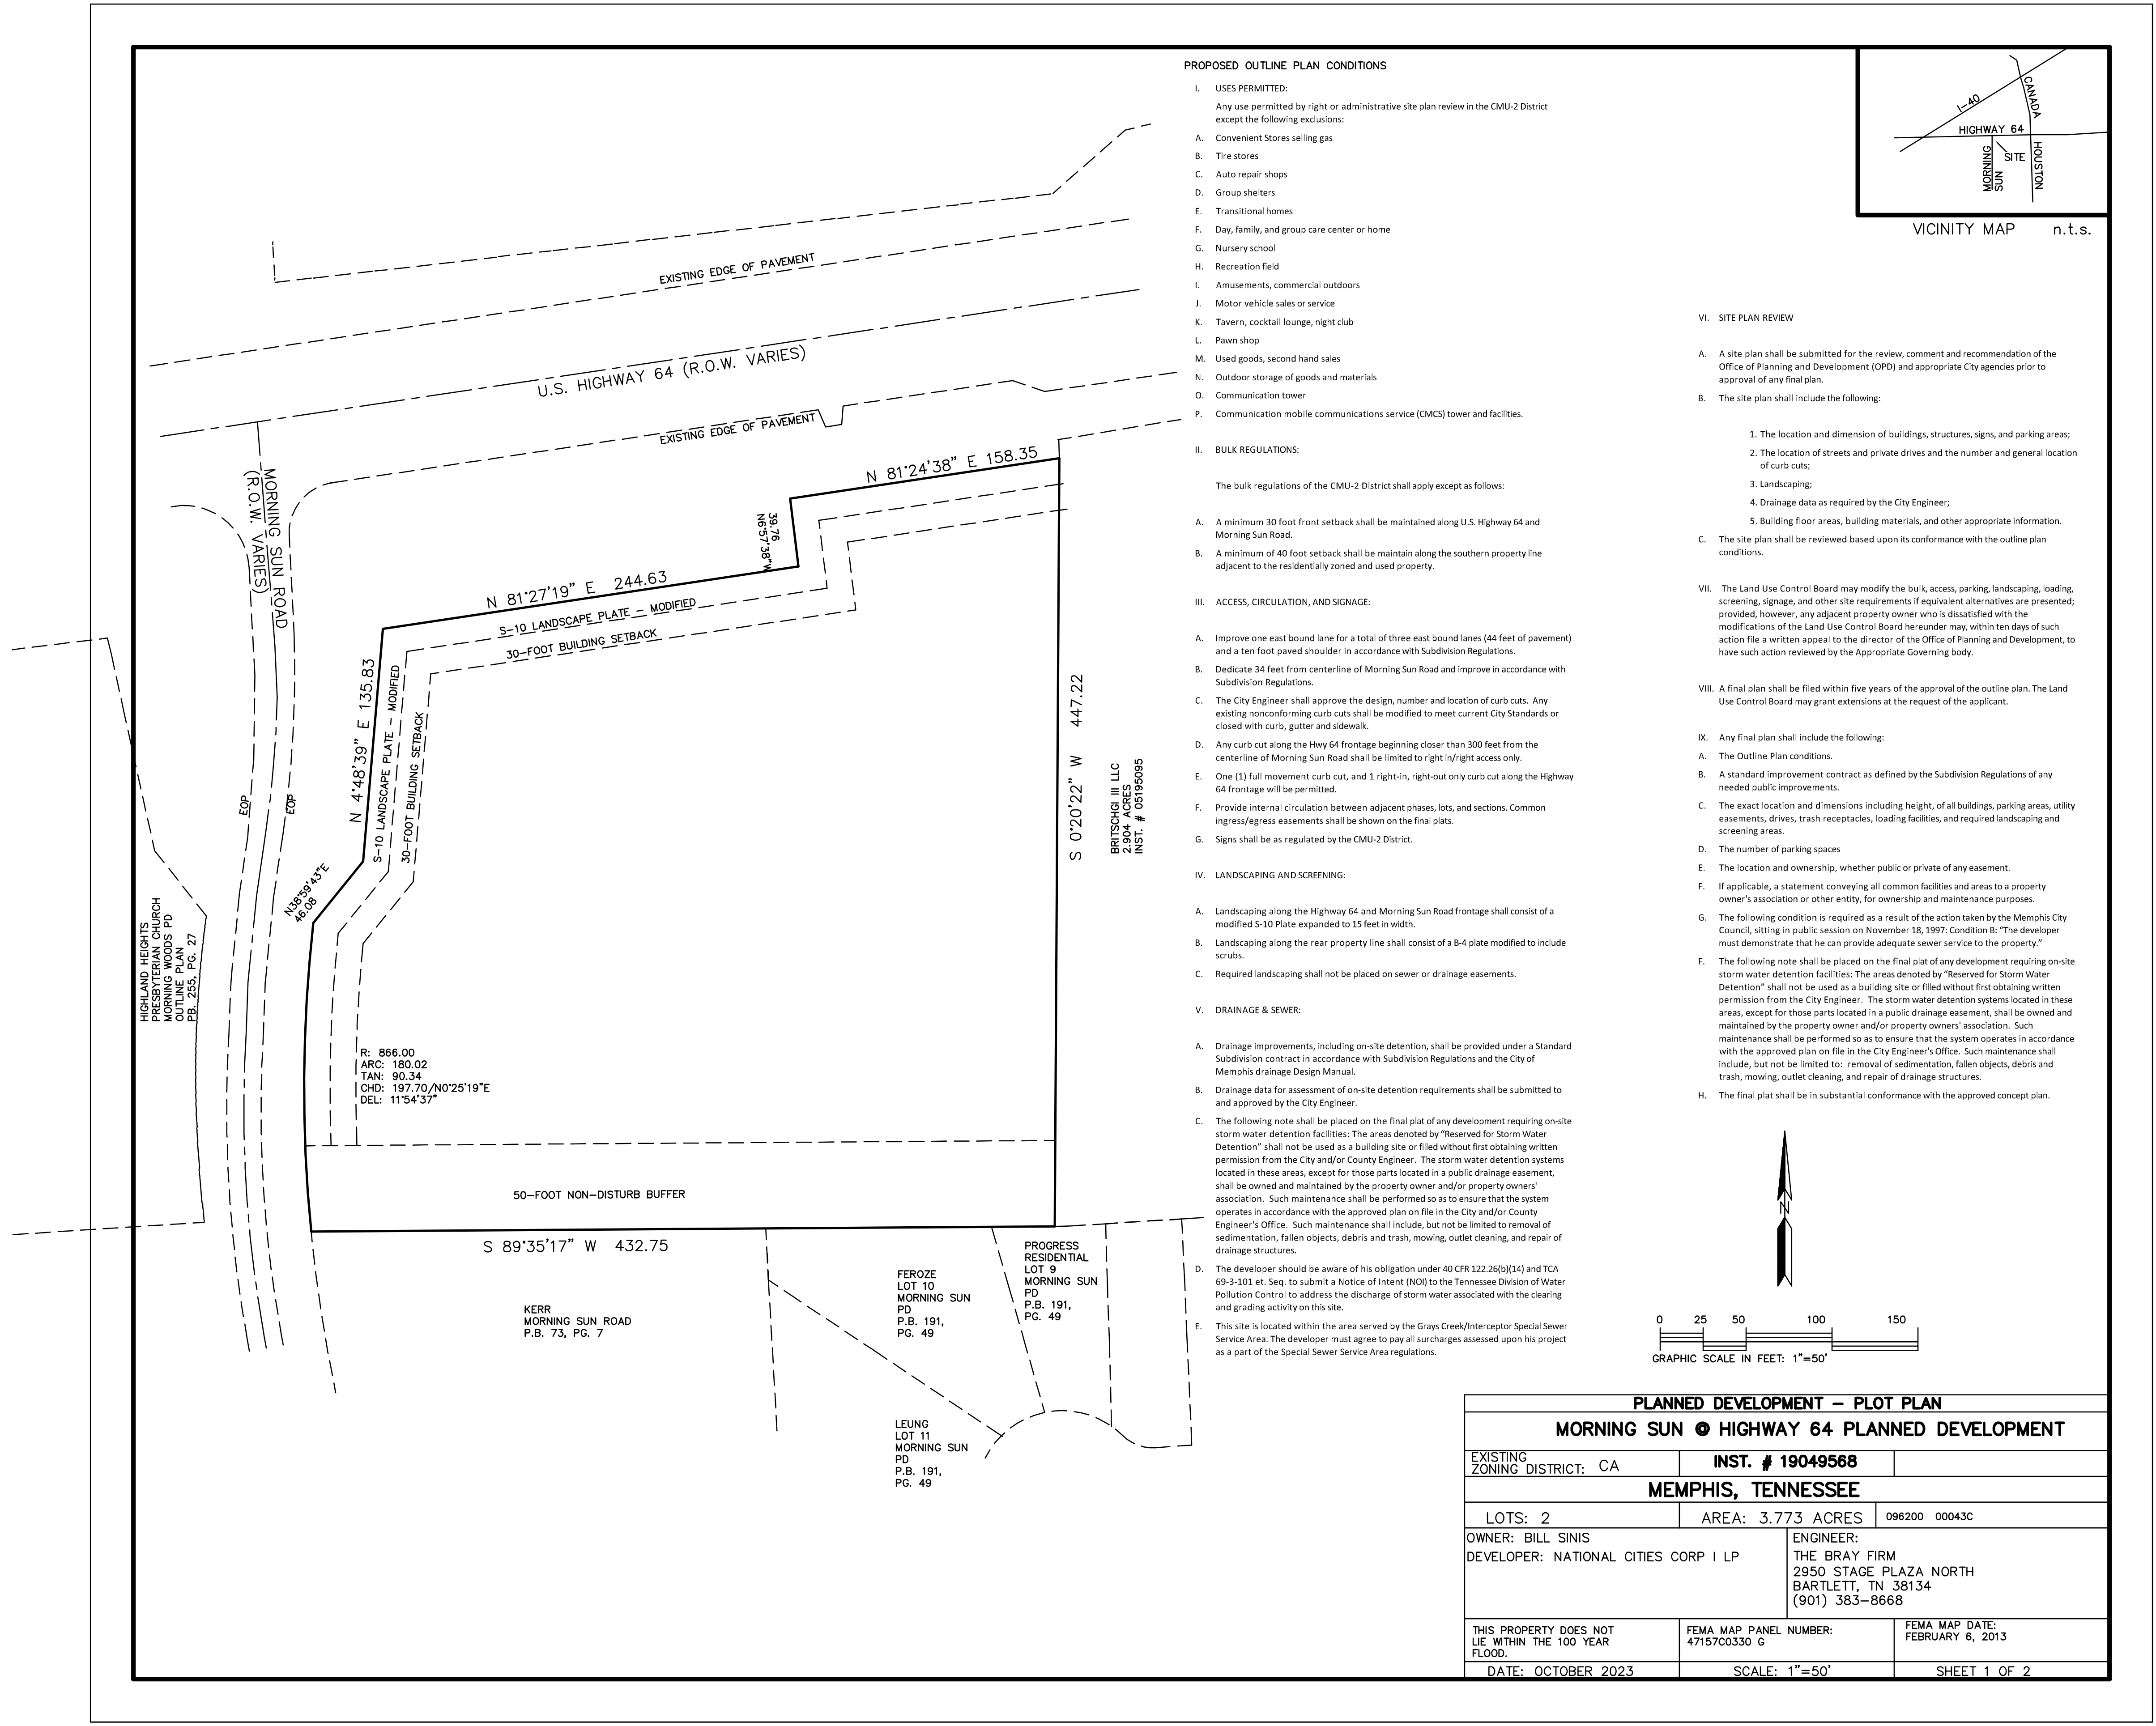 PROPOSED OUTLINE PLAN CONDITIONS
I. USES PERMITTED:
Any use permitted by right or administrative site plan review in the CMU-2 District
except the following exclusions:
A. Convenient Stores selling gas
B. Tire stores
C. Auto repair shops
D. Group shelters
E. Transitional homes
F. Day, family, and group care center or home
G. Nursery school
H. Recreation field
I. Amusements, commercial outdoors
J. Motor vehicle sales or service
K. Tavern, cocktail lounge, night club
L. Pawn shop
M. Used goods, second hand sales
N. Outdoor storage of goods and materials
O. Communication tower
P. Communication mobile communications service (CMCS) tower and facilities.
II. BULK REGULATIONS:
The bulk regulations of the CMU-2 District shall apply except as follows:
A. A minimum 30 foot front setback shall be maintained along U.S. Highway 64 and
Morning Sun Road.
B. A minimum of 40 foot setback shall be maintain along the southern property line
adjacent to the residentially zoned and used property.
III. ACCESS, CIRCULATION, AND SIGNAGE:
A. Improve one east bound lane for a total of three east bound lanes (44 feet of pavement)
and a ten foot paved shoulder in accordance with Subdivision Regulations.
B. Dedicate 34 feet from centerline of Morning Sun Road and improve in accordance with
Subdivision Regulations.
C. The City Engineer shall approve the design, number and location of curb cuts. Any
existing nonconforming curb cuts shall be modified to meet current City Standards or
closed with curb, gutter and sidewalk.
D. Any curb cut along the Hwy 64 frontage beginning closer than 300 feet from the
centerline of Morning Sun Road shall be limited to right in/right access only.
E. One (1) full movement curb cut, and 1 right-in, right-out only curb cut along the Highway
64 frontage will be permitted.
F. Provide internal circulation between adjacent phases, lots, and sections. Common
ingress/egress easements shall be shown on the final plats.
G. Signs shall be as regulated by the CMU-2 District.
IV. LANDSCAPING AND SCREENING:
A. Landscaping along the Highway 64 and Morning Sun Road frontage shall consist of a
modified S-10 Plate expanded to 15 feet in width.
B. Landscaping along the rear property line shall consist of a B-4 plate modified to include
scrubs.
C. Required landscaping shall not be placed on sewer or drainage easements.
V. DRAINAGE & SEWER:
A. Drainage improvements, including on-site detention, shall be provided under a Standard
Subdivision contract in accordance with Subdivision Regulations and the City of
Memphis drainage Design Manual.
B. Drainage data for assessment of on-site detention requirements shall be submitted to
and approved by the City Engineer.
C. The following note shall be placed on the final plat of any development requiring on-site
storm water detention facilities: The areas denoted by “Reserved for Storm Water
Detention” shall not be used as a building site or filled without first obtaining written
permission from the City and/or County Engineer. The storm water detention systems
located in these areas, except for those parts located in a public drainage easement,
shall be owned and maintained by the property owner and/or property owners'
association. Such maintenance shall be performed so as to ensure that the system
operates in accordance with the approved plan on file in the City and/or County
Engineer's Office. Such maintenance shall include, but not be limited to removal of
sedimentation, fallen objects, debris and trash, mowing, outlet cleaning, and repair of
drainage structures.
D. The developer should be aware of his obligation under 40 CFR 122.26(b)(14) and TCA
69-3-101 et. Seq. to submit a Notice of Intent (NOI) to the Tennessee Division of Water
Pollution Control to address the discharge of storm water associated with the clearing
and grading activity on this site.
E. This site is located within the area served by the Grays Creek/Interceptor Special Sewer
Service Area. The developer must agree to pay all surcharges assessed upon his project
as a part of the Special Sewer Service Area regulations.
VI. SITE PLAN REVIEW
A. A site plan shall be submitted for the review, comment and recommendation of the
Office of Planning and Development (OPD) and appropriate City agencies prior to
approval of any final plan.
B. The site plan shall include the following:
1. The location and dimension of buildings, structures, signs, and parking areas;
2. The location of streets and private drives and the number and general location
of curb cuts;
3. Landscaping;
4. Drainage data as required by the City Engineer;
5. Building floor areas, building materials, and other appropriate information.
C. The site plan shall be reviewed based upon its conformance with the outline plan
conditions.
VII. The Land Use Control Board may modify the bulk, access, parking, landscaping, loading,
screening, signage, and other site requirements if equivalent alternatives are presented;
provided, however, any adjacent property owner who is dissatisfied with the
modifications of the Land Use Control Board hereunder may, within ten days of such
action file a written appeal to the director of the Office of Planning and Development, to
have such action reviewed by the Appropriate Governing body.
VIII. A final plan shall be filed within five years of the approval of the outline plan. The Land
Use Control Board may grant extensions at the request of the applicant.
IX. Any final plan shall include the following:
A. The Outline Plan conditions.
B. A standard improvement contract as defined by the Subdivision Regulations of any
needed public improvements.
C. The exact location and dimensions including height, of all buildings, parking areas, utility
easements, drives, trash receptacles, loading facilities, and required landscaping and
screening areas.
D. The number of parking spaces
E. The location and ownership, whether public or private of any easement.
F. If applicable, a statement conveying all common facilities and areas to a property
owner's association or other entity, for ownership and maintenance purposes.
G. The following condition is required as a result of the action taken by the Memphis City
Council, sitting in public session on November 18, 1997: Condition B: “The developer
must demonstrate that he can provide adequate sewer service to the property.”
F. The following note shall be placed on the final plat of any development requiring on-site
storm water detention facilities: The areas denoted by “Reserved for Storm Water
Detention” shall not be used as a building site or filled without first obtaining written
permission from the City Engineer. The storm water detention systems located in these
areas, except for those parts located in a public drainage easement, shall be owned and
maintained by the property owner and/or property owners' association. Such
maintenance shall be performed so as to ensure that the system operates in accordance
with the approved plan on file in the City Engineer's Office. Such maintenance shall
include, but not be limited to: removal of sedimentation, fallen objects, debris and
trash, mowing, outlet cleaning, and repair of drainage structures.
H. The final plat shall be in substantial conformance with the approved concept plan.
I-40
CANADA
HIGHWAY 64
SITE
MORNING
SUN
HOUSTON
VICINITY MAP n.t.s.
EXISTING EDGE OF PAVEMENT
U.S. HIGHWAY 64 (R.O.W. VARIES)
EXISTING EDGE OF PAVEMENT
MORNING SUN ROAD
(R.O.W. VARIES)
N 81°24'38" E 158.35
39.76
N6°57'38"W
N 81°27'19" E 244.63
S-10 LANDSCAPE PLATE - MODIFIED
30-FOOT BUILDING SETBACK
N 4°48'39" E 135.83
S-10 LANDSCAPE PLATE - MODIFIED
30-FOOT BUILDING SETBACK
EOP
EOP
N38°59'43"E
46.08
S 0°20'22" W 447.22
BRITSCHGI III LLC
2.904 ACRES
INST. # 05195095
HIGHLAND HEIGHTS
PRESBYTERIAN CHURCH
MORNING WOODS PD
OUTLINE PLAN
PB. 255, PG. 27
R: 866.00
ARC: 180.02
TAN: 90.34
CHD: 197.70/N0°25'19"E
DEL: 11°54'37"
50-FOOT NON-DISTURB BUFFER
S 89°35'17" W 432.75
KERR
MORNING SUN ROAD
P.B. 73, PG. 7
FEROZE
LOT 10
MORNING SUN
PD
P.B. 191,
PG. 49
PROGRESS
RESIDENTIAL
LOT 9
MORNING SUN
PD
P.B. 191,
PG. 49
LEUNG
LOT 11
MORNING SUN
PD
P.B. 191,
PG. 49
N
0 25 50 100 150
GRAPHIC SCALE IN FEET: 1"=50'
PLANNED DEVELOPMENT - PLOT PLAN
MORNING SUN @ HIGHWAY 64 PLANNED DEVELOPMENT
EXISTING
ZONING DISTRICT: CA
INST. # 19049568
MEMPHIS, TENNESSEE
LOTS: 2
AREA: 3.773 ACRES
096200 00043C
OWNER: BILL SINIS
DEVELOPER: NATIONAL CITIES CORP I LP
ENGINEER:
THE BRAY FIRM
2950 STAGE PLAZA NORTH
BARTLETT, TN 38134
(901) 383-8668
THIS PROPERTY DOES NOT
LIE WITHIN THE 100 YEAR
FLOOD.
FEMA MAP PANEL NUMBER:
47157C0330 G
FEMA MAP DATE:
FEBRUARY 6, 2013
DATE: OCTOBER 2023
SCALE: 1"=50'
SHEET 1 OF 2